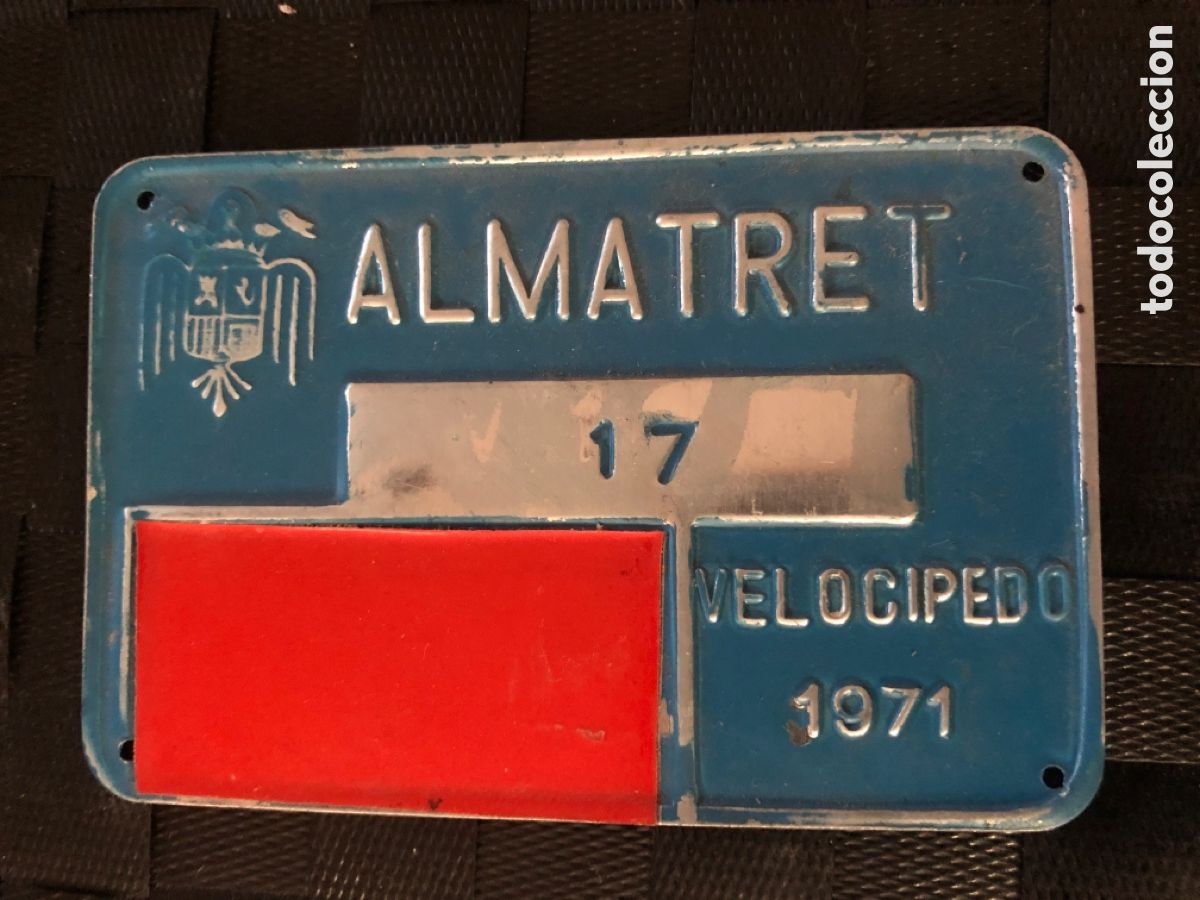 ALMATRET
17
VELOCIPEDO
1971
todocoleccion